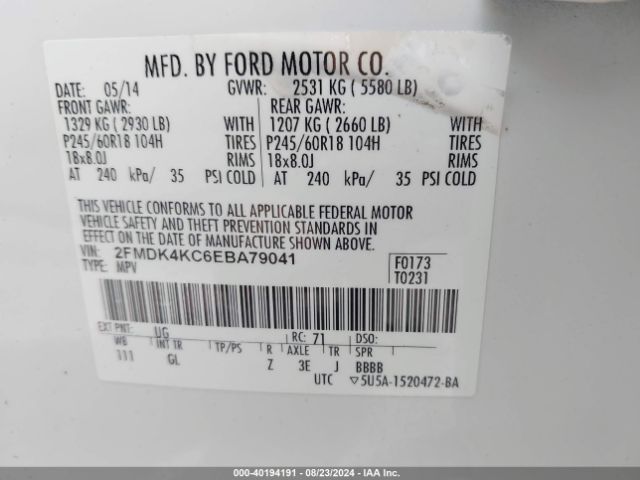 MFD. BY FORD MOTOR CO.
DATE: 05/14 GVWR: 2531 KG ( 5580 LB)
FRONT GAWR: REAR GAWR:
1329 KG ( 2930 LB) WITH 1207 KG ( 2660 LB) WITH
P245/60R18 104H TIRES P245/60R18 104H TIRES
18x8.0J RIMS 18x8.0J RIMS
AT 240 kPa/ 35 PSI COLD AT 240 kPa/ 35 PSI COLD
THIS VEHICLE CONFORMS TO ALL APPLICABLE FEDERAL MOTOR
VEHICLE SAFETY AND THEFT PREVENTION STANDARDS IN
EFFECT ON THE DATE OF MANUFACTURE SHOWN ABOVE.
VIN: 2FMDK4KC6EBA79041 F0173
TYPE: MPV T0231
EXT PNT: UG RC: 71 DSO:
WB INT TR TP/PS R AXLE TR SPR
111 GL Z 3E J BBBB
UTC ▽5U5A-1520472-BA
© COPY - 40194191 - 08/23/2024 - IAAI.COM